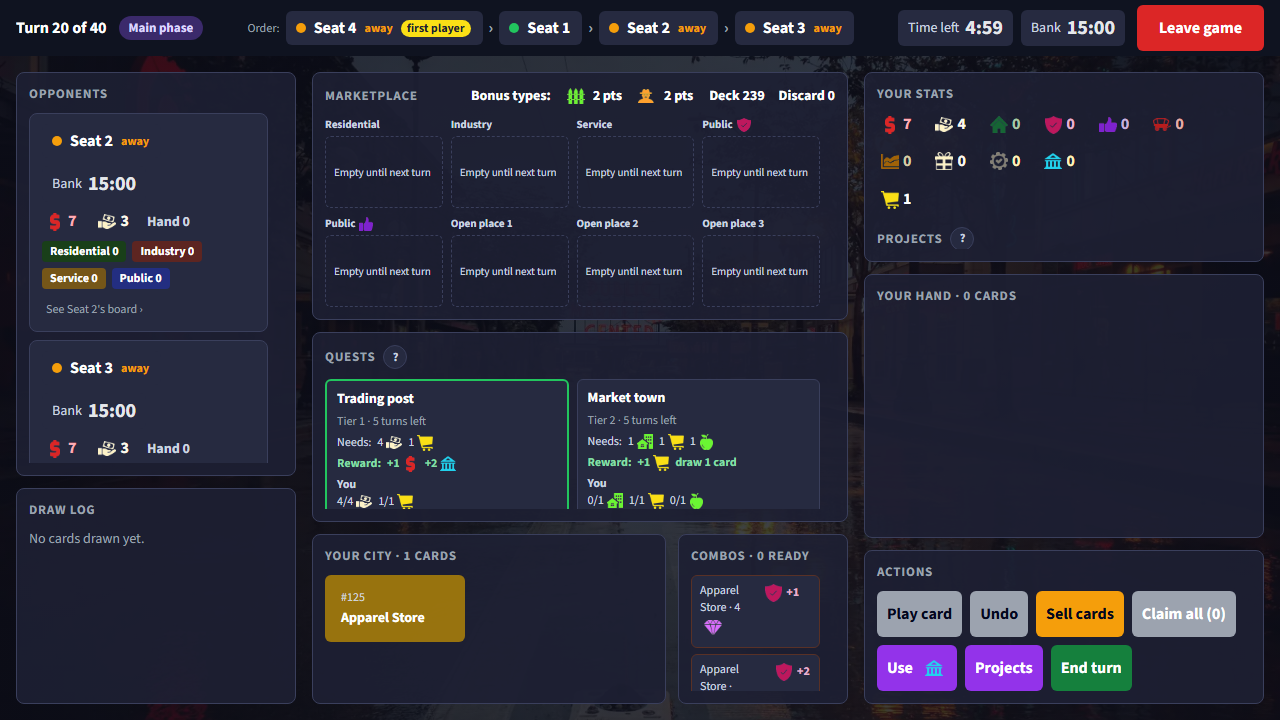 Turn 20 of 40 Main phase Order: Seat 4 away first player › Seat 1 › Seat 2 away › Seat 3 away Time left 4:59 Bank 15:00 Leave game
OPPONENTS
Seat 2 away
Bank 15:00
7 3 Hand 0
Residential 0 Industry 0
Service 0 Public 0
See Seat 2's board ›
Seat 3 away
Bank 15:00
7 3 Hand 0
DRAW LOG
No cards drawn yet.
MARKETPLACE Bonus types: 2 pts 2 pts Deck 239 Discard 0
Residential Industry Service Public
Empty until next turn Empty until next turn Empty until next turn Empty until next turn
Public Open place 1 Open place 2 Open place 3
Empty until next turn Empty until next turn Empty until next turn Empty until next turn
QUESTS ?
Trading post
Tier 1 · 5 turns left
Needs: 4 1
Reward: +1 +2
You
4/4 1/1
Market town
Tier 2 · 5 turns left
Needs: 1 1 1
Reward: +1 draw 1 card
You
0/1 1/1 0/1
YOUR CITY · 1 CARDS
#125
Apparel Store
COMBOS · 0 READY
Apparel +1
Store · 4
Apparel +2
Store ·
YOUR STATS
7 4 0 0 0 0
0 0 0 0
1
PROJECTS ?
YOUR HAND · 0 CARDS
ACTIONS
Play card Undo Sell cards Claim all (0)
Use Projects End turn